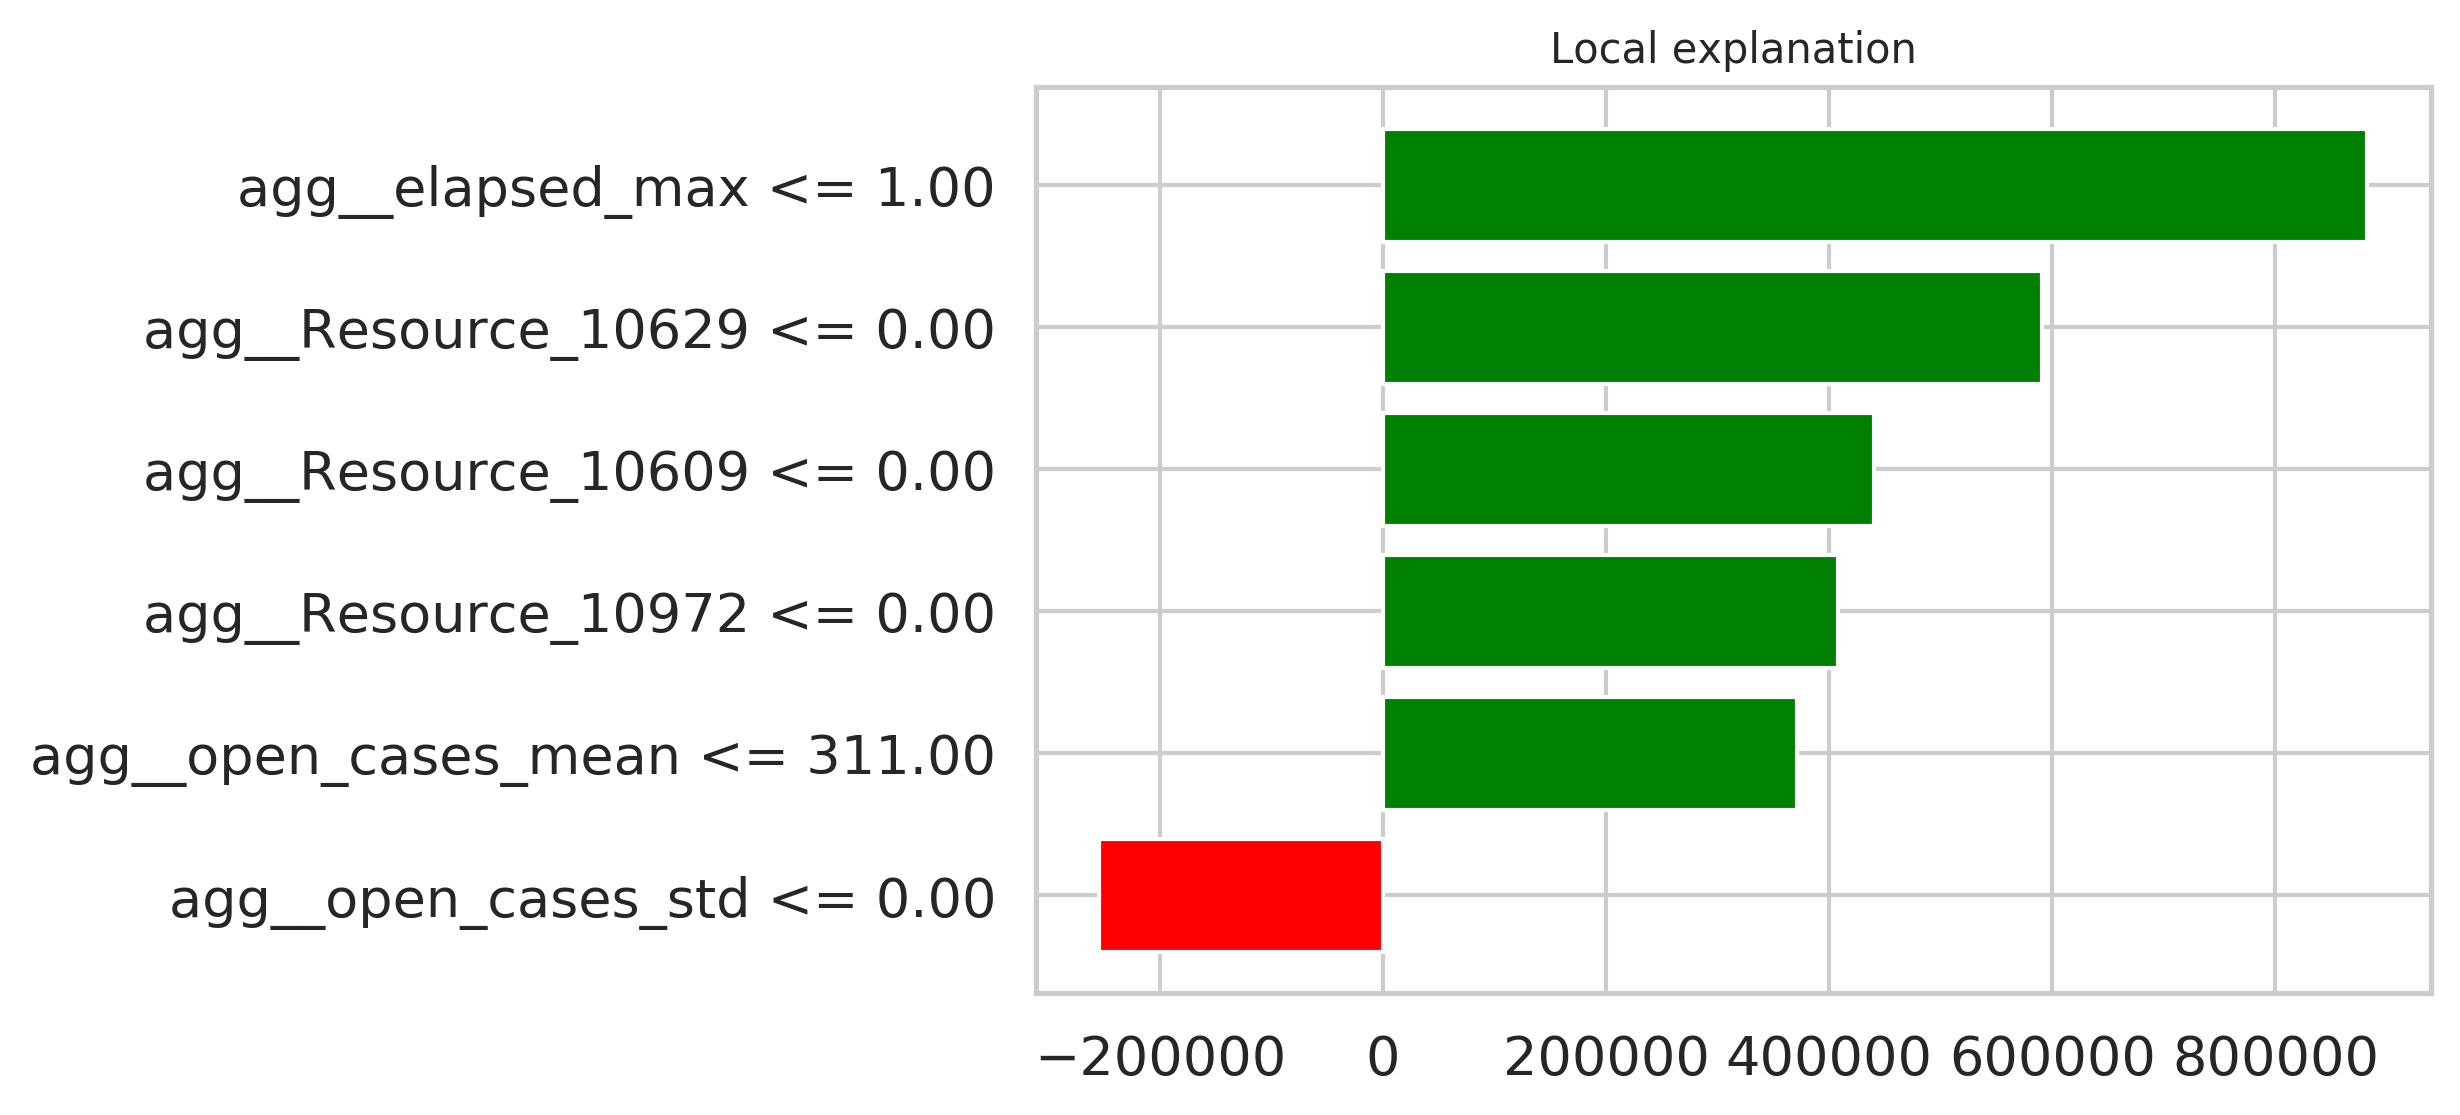 Local explanation
agg__elapsed_max <= 1.00
agg__Resource_10629 <= 0.00
agg__Resource_10609 <= 0.00
agg__Resource_10972 <= 0.00
agg__open_cases_mean <= 311.00
agg__open_cases_std <= 0.00
−200000 0 200000 400000 600000 800000